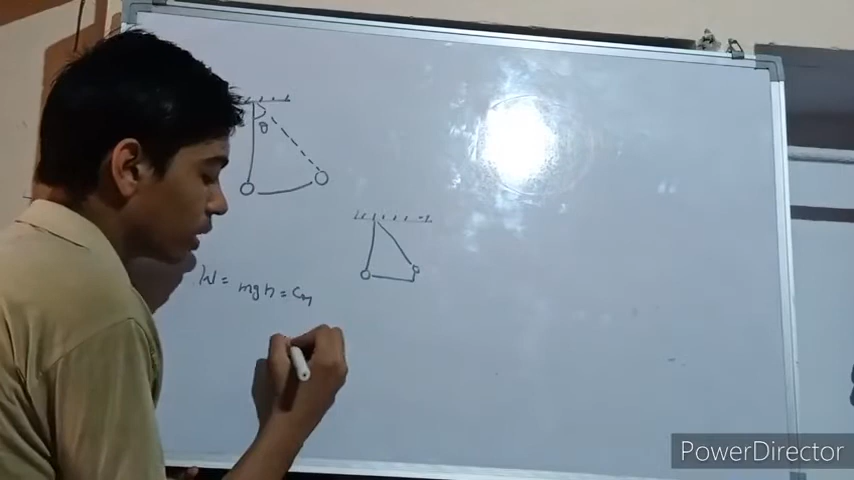 θ
W = mgh = Cm
PowerDirector